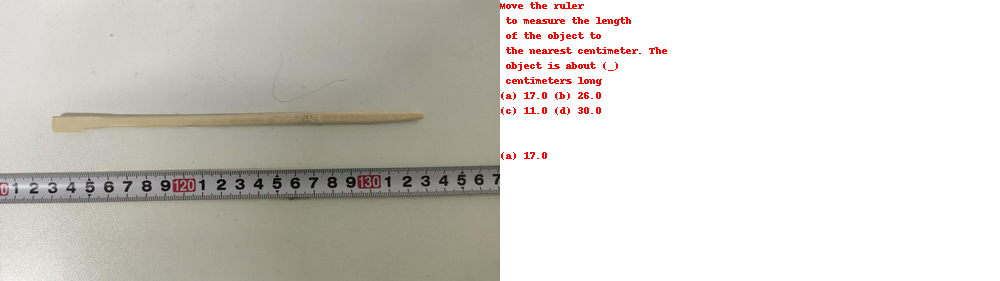 Move the ruler
to measure the length
of the object to
the nearest centimeter. The
object is about (_)
centimeters long
(a) 17.0 (b) 26.0
(c) 11.0 (d) 30.0
(a) 17.0
0 1 2 3 4 5 6 7 8 9 120 1 2 3 4 5 6 7 8 9 130 1 2 3 4 5 6 7